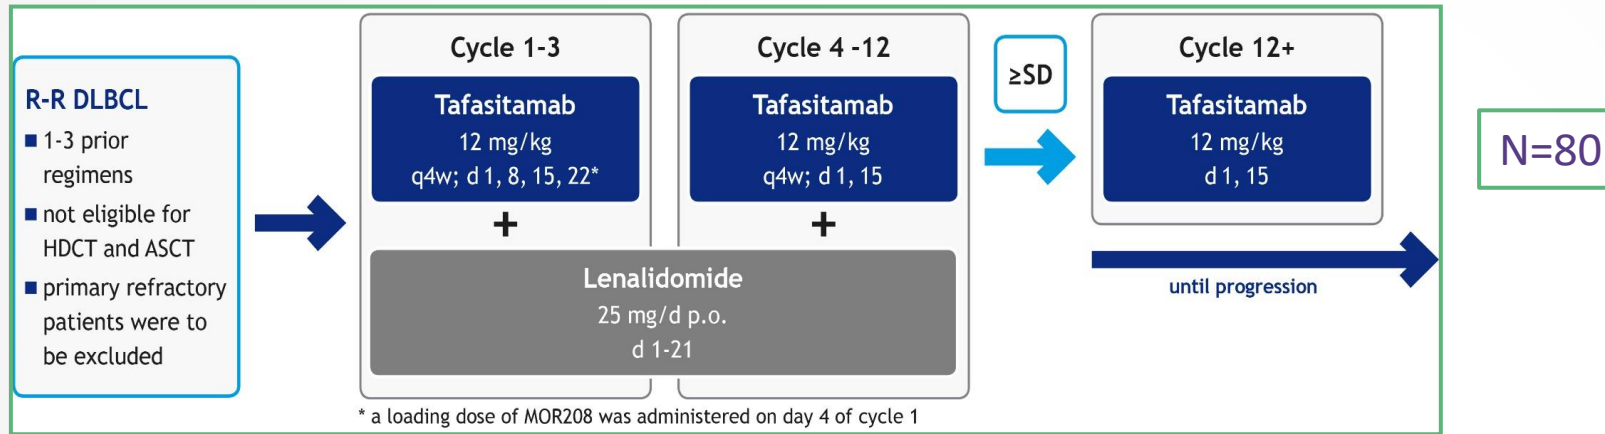 R-R DLBCL
■ 1-3 prior
regimens
■ not eligible for
HDCT and ASCT
■ primary refractory
patients were to
be excluded
Cycle 1-3
Tafasitamab
12 mg/kg
q4w; d 1, 8, 15, 22*
+
Cycle 4 -12
Tafasitamab
12 mg/kg
q4w; d 1, 15
+
Lenalidomide
25 mg/d p.o.
d 1-21
≥SD
Cycle 12+
Tafasitamab
12 mg/kg
d 1, 15
until progression
* a loading dose of MOR208 was administered on day 4 of cycle 1
N=80